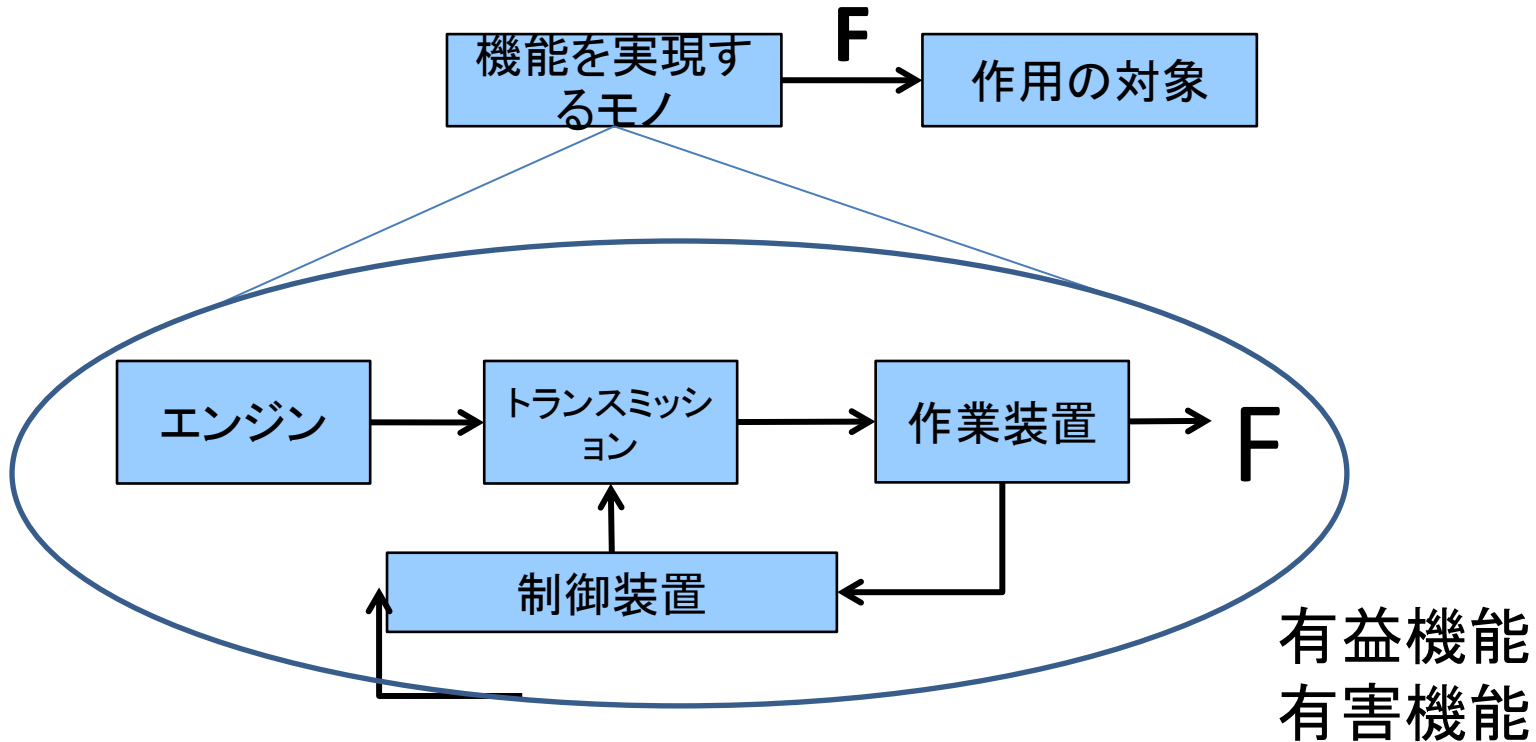 F
機能を実現す
るモノ
作用の対象
エンジン
トランスミッシ
ョン
作業装置
F
制御装置
有益機能
有害機能